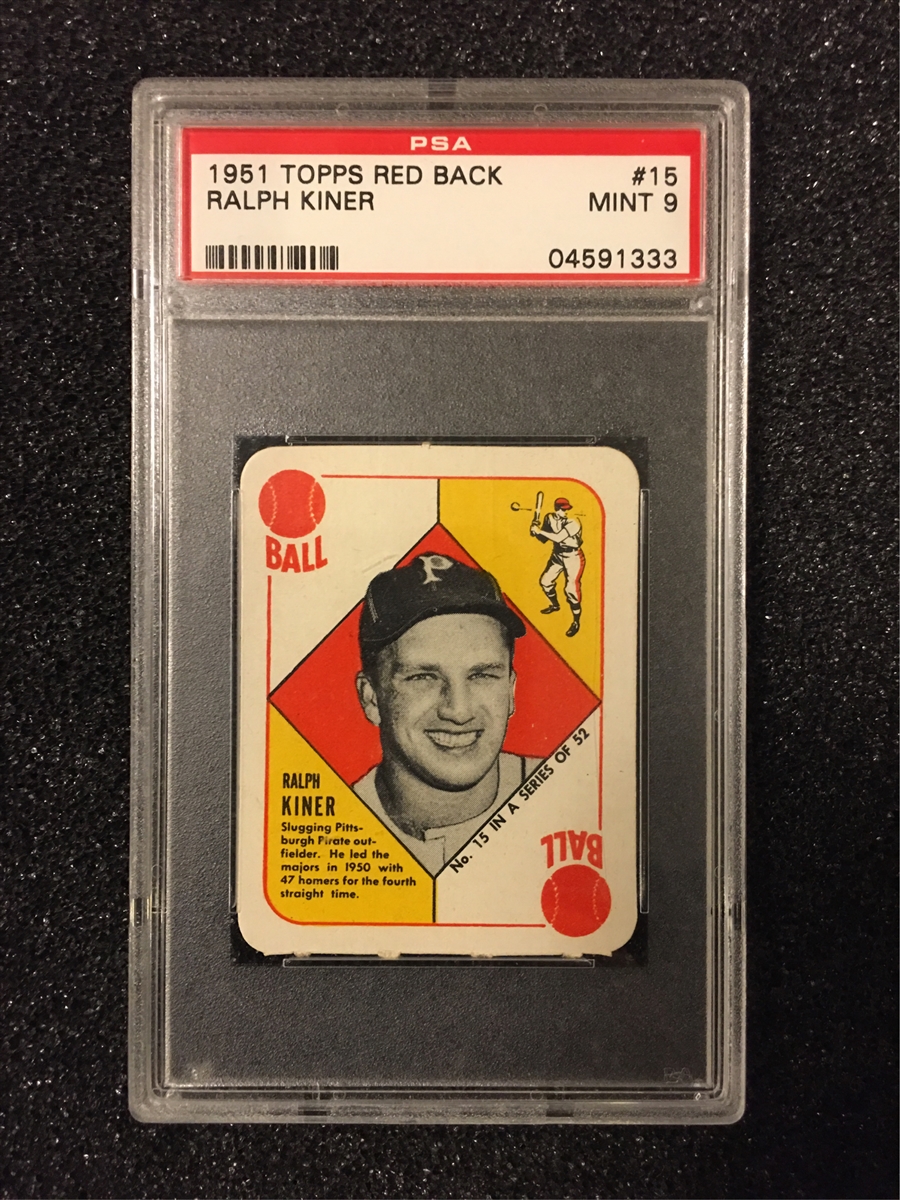 PSA
1951 TOPPS RED BACK #15
RALPH KINER MINT 9
04591333
BALL
P
RALPH
KINER
Slugging Pitts-
burgh Pirate out-
fielder. He led the
majors in 1950 with
47 homers for the fourth
straight time.
No. 15 IN A SERIES OF 52
BALL